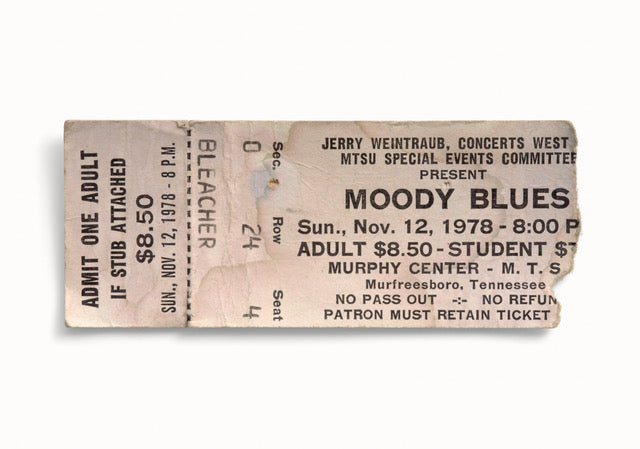 ADMIT ONE ADULT
IF STUB ATTACHED
$8.50
SUN., NOV. 12, 1978 - 8 P.M.
BLEACHER
Sec. Row Seat
24 4
JERRY WEINTRAUB, CONCERTS WEST
MTSU SPECIAL EVENTS COMMITTEE
PRESENT
MOODY BLUES
Sun., Nov. 12, 1978 - 8:00 P
ADULT $8.50 - STUDENT $
MURPHY CENTER - M. T. S
Murfreesboro, Tennessee
NO PASS OUT -:- NO REFUN
PATRON MUST RETAIN TICKET